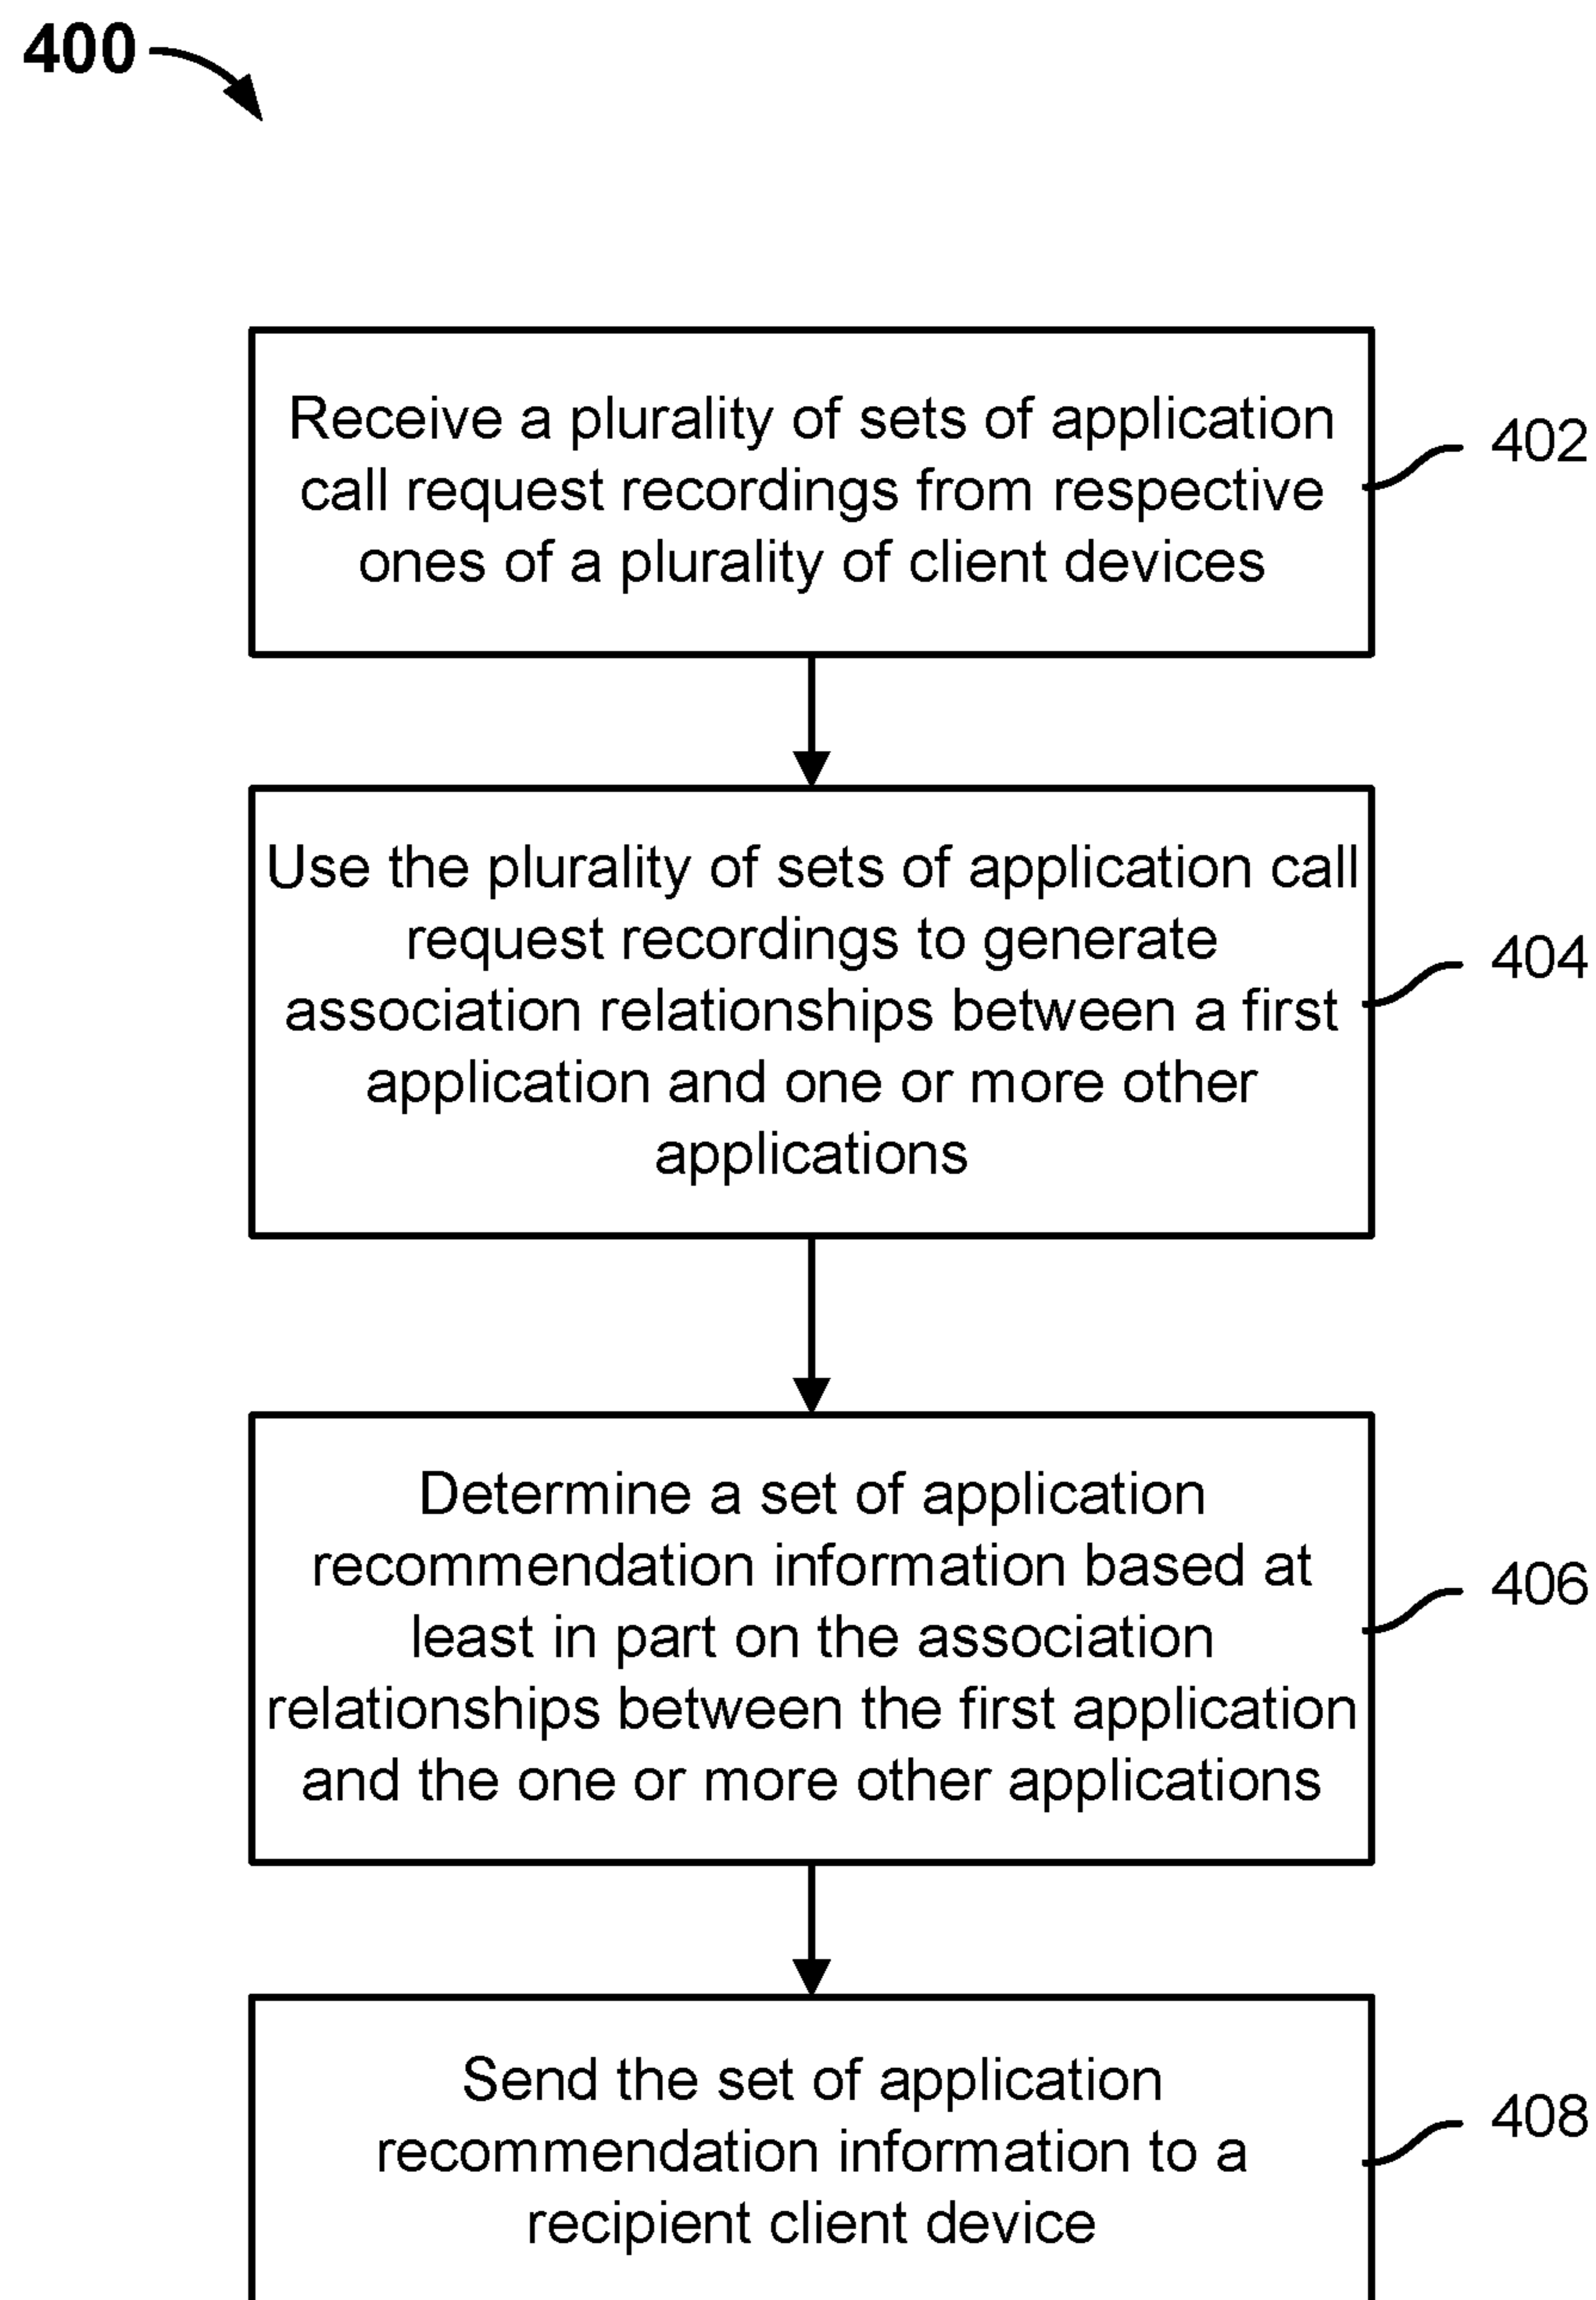 400
Receive a plurality of sets of application
call request recordings from respective
ones of a plurality of client devices
402
Use the plurality of sets of application call
request recordings to generate
association relationships between a first
application and one or more other
applications
404
Determine a set of application
recommendation information based at
least in part on the association
relationships between the first application
and the one or more other applications
406
Send the set of application
recommendation information to a
recipient client device
408